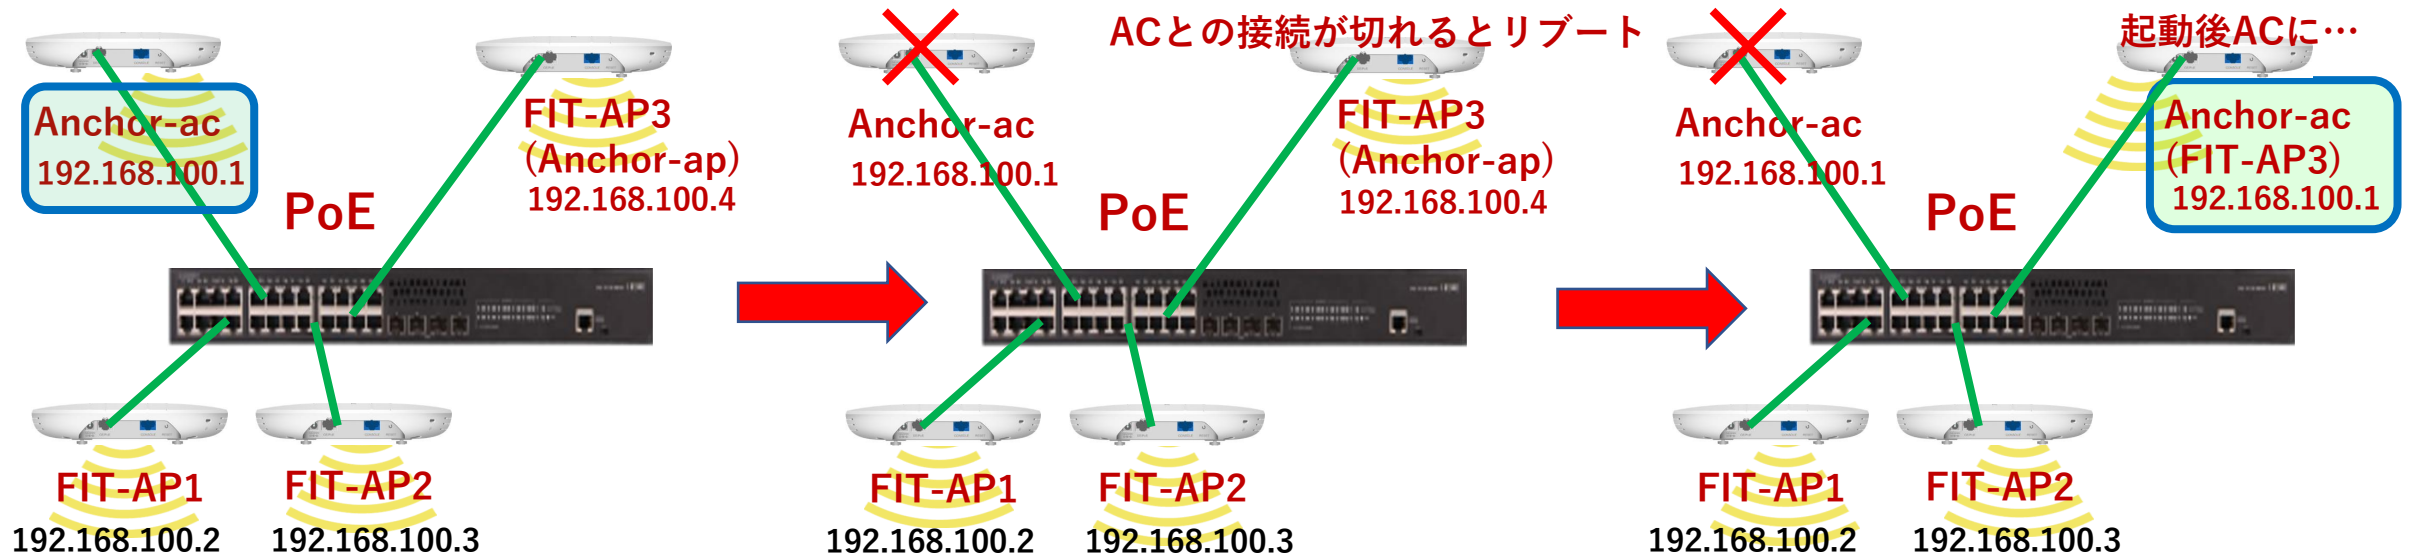 Anchor-ac
192.168.100.1
FIT-AP3
(Anchor-ap)
192.168.100.4
PoE
FIT-AP1
192.168.100.2
FIT-AP2
192.168.100.3
ACとの接続が切れるとリブート
Anchor-ac
192.168.100.1
FIT-AP3
(Anchor-ap)
192.168.100.4
PoE
FIT-AP1
192.168.100.2
FIT-AP2
192.168.100.3
起動後ACに…
Anchor-ac
192.168.100.1
Anchor-ac
(FIT-AP3)
192.168.100.1
PoE
FIT-AP1
192.168.100.2
FIT-AP2
192.168.100.3